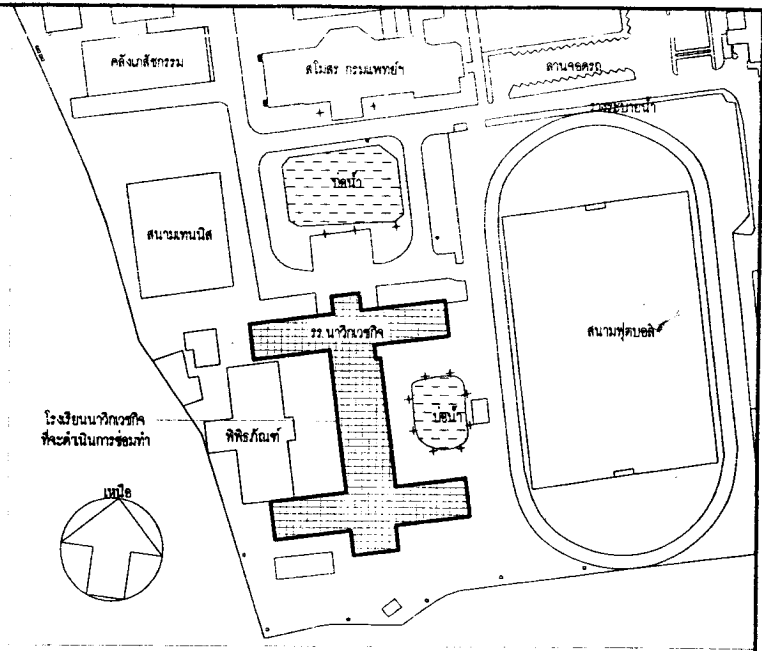 คลังเภสัชกรรม
สโมสร กรมแพทย์ฯ
ลานจอดรถ
รางระบายน้ำ
สนามเทนนิส
รร.นาวิกเวชกิจ
สนามฟุตบอล
บ่อน้ำ
โรงเรียนนาวิกเวชกิจ
ที่จะดำเนินการซ่อมทำ
พิพิธภัณฑ์
เหนือ